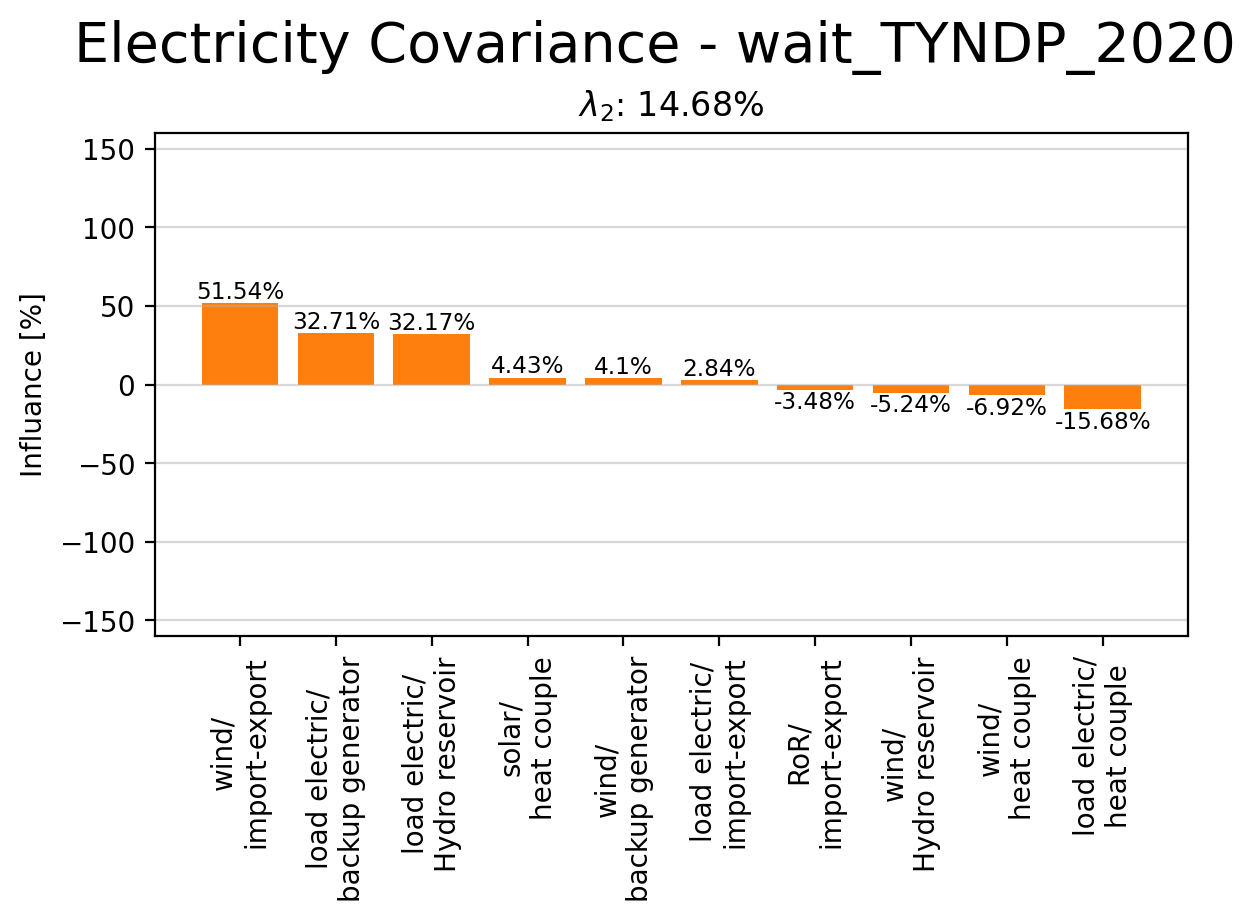 Electricity Covariance - wait_TYNDP_2020
λ2: 14.68%
Influance [%]
150
100
50
0
−50
−100
−150
51.54%
32.71%
32.17%
4.43%
4.1%
2.84%
-3.48%
-5.24%
-6.92%
-15.68%
wind/
import-export
load electric/
backup generator
load electric/
Hydro reservoir
solar/
heat couple
wind/
backup generator
load electric/
import-export
RoR/
import-export
wind/
Hydro reservoir
wind/
heat couple
load electric/
heat couple